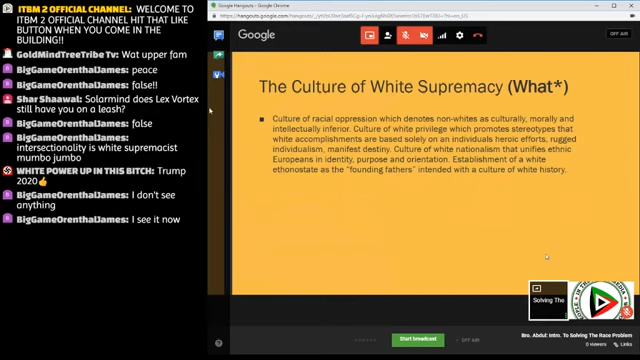 ITBM 2 OFFICIAL CHANNEL: WELCOME TO
ITBM 2 OFFICIAL CHANNEL HIT THAT LIKE
BUTTON WHEN YOU COME IN THE
BUILDING!!
GoldMindTreeTribe Tv: Wat upper fam
BigGameOrenthalJames: peace
BigGameOrenthalJames: false!!
Shar Shaawal: Solarmind does Lex Vortex
still have you on a leash?
BigGameOrenthalJames: false
BigGameOrenthalJames:
intersectionality is white supremacist
mumbo jumbo
WHITE POWER UP IN THIS BITCH: Trump
2020👍
BigGameOrenthalJames: I don't see
anything
BigGameOrenthalJames: I see it now
Google Hangouts - Google Chrome
https://hangouts.google.com/hangouts/
Google
OFF AIR
The Culture of White Supremacy (What*)
Culture of racial oppression which denotes non-whites as culturally, morally and
intellectually inferior. Culture of white privilege which promotes stereotypes that
white accomplishments are based solely on an individuals heroic efforts, rugged
individualism, manifest destiny. Culture of white nationalism that unifies ethnic
Europeans in identity, purpose and orientation. Establishment of a white
ethonostate as the "founding fathers" intended with a culture of white history.
Solving The
Start broadcast
OFF AIR
Bro. Abdul: Intro. To Solving The Race Problem
0 viewers
Links